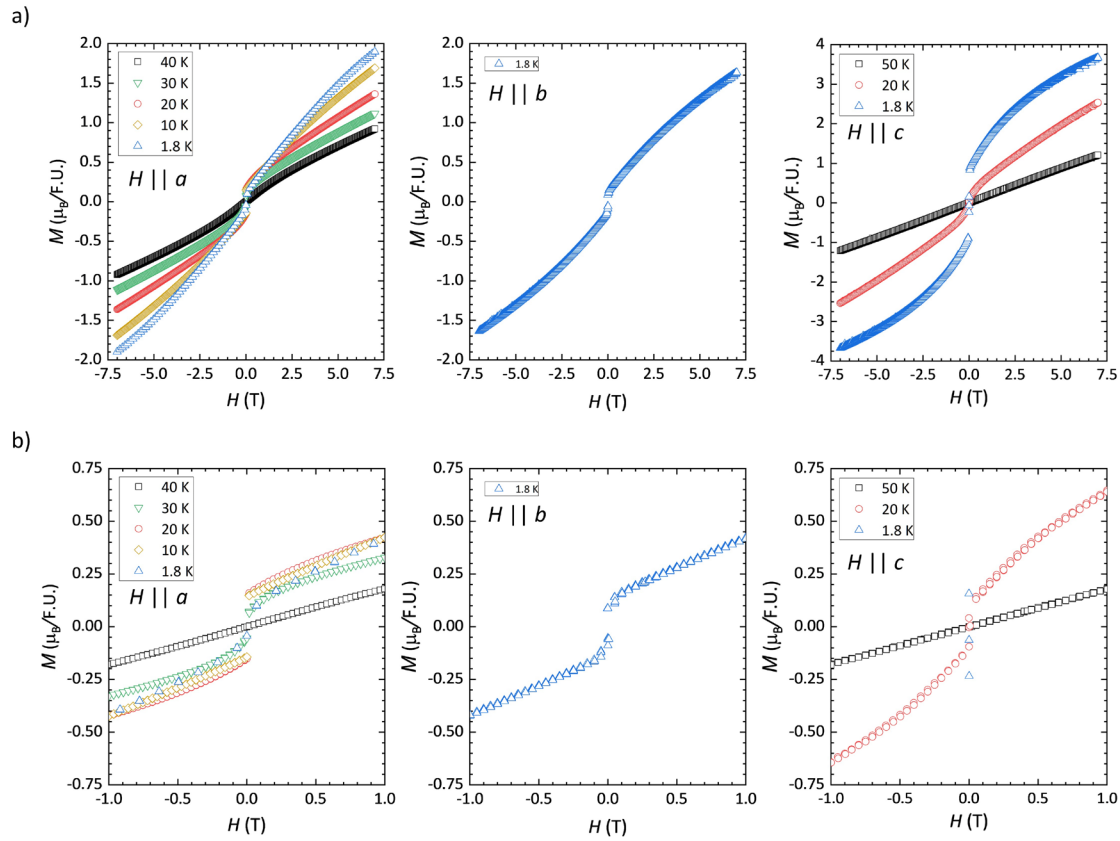 a)
2.0
1.5
1.0
0.5
0.0
-0.5
-1.0
-1.5
-2.0
M (μB/F.U.)
40 K
30 K
20 K
10 K
1.8 K
H || a
-7.5 -5.0 -2.5 0.0 2.5 5.0 7.5
H (T)
2.0
1.5
1.0
0.5
0.0
-0.5
-1.0
-1.5
-2.0
M (μB/F.U.)
1.8 K
H || b
-7.5 -5.0 -2.5 0.0 2.5 5.0 7.5
H (T)
4
3
2
1
0
-1
-2
-3
-4
M (μB/F.U.)
50 K
20 K
1.8 K
H || c
-7.5 -5.0 -2.5 0.0 2.5 5.0 7.5
H (T)
b)
0.75
0.50
0.25
0.00
-0.25
-0.50
-0.75
M (μB/F.U.)
40 K
30 K
20 K
10 K
1.8 K
H || a
-1.0 -0.5 0.0 0.5 1.0
H (T)
0.75
0.50
0.25
0.00
-0.25
-0.50
-0.75
M (μB/F.U.)
1.8 K
H || b
-1.0 -0.5 0.0 0.5 1.0
H (T)
0.75
0.50
0.25
0.00
-0.25
-0.50
-0.75
M (μB/F.U.)
50 K
20 K
1.8 K
H || c
-1.0 -0.5 0.0 0.5 1.0
H (T)